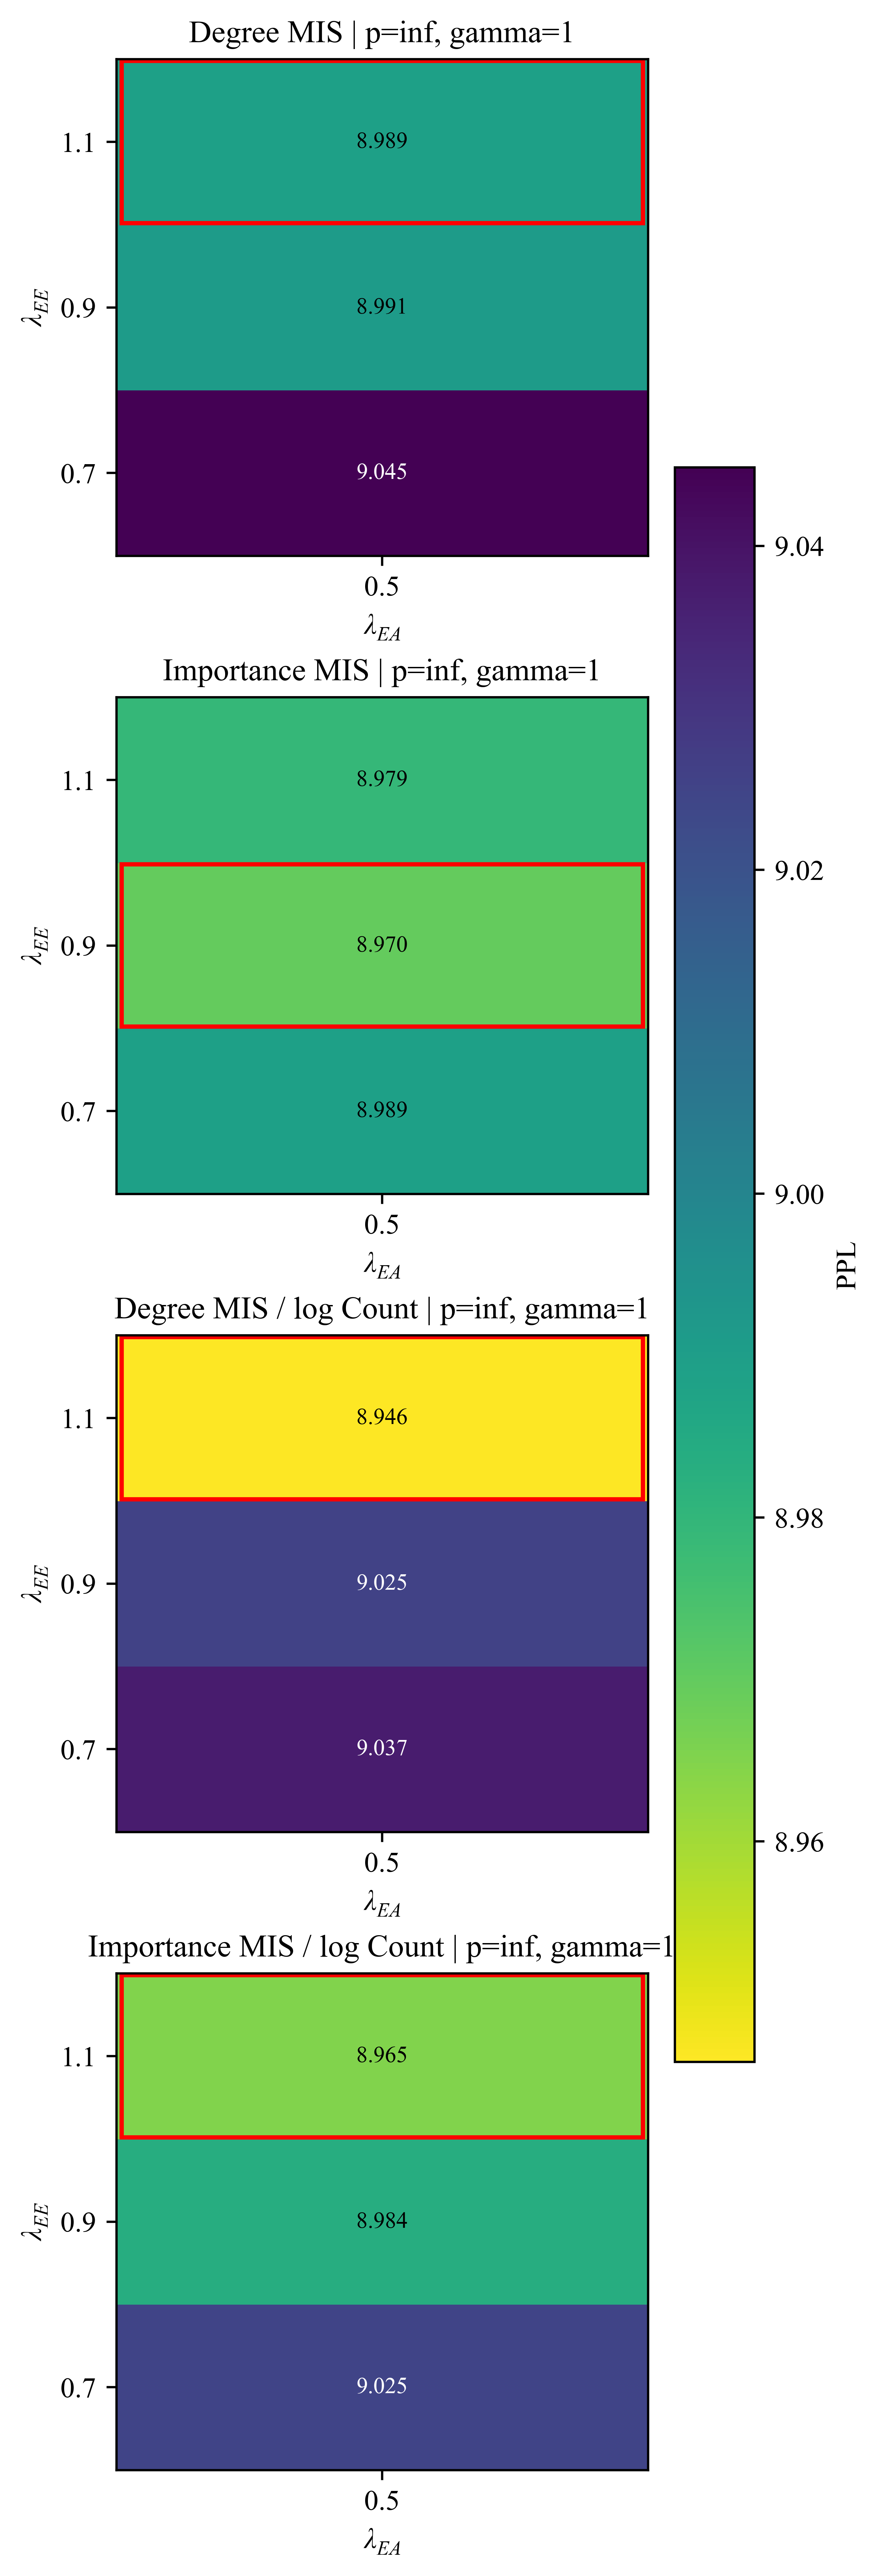 Degree MIS | p=inf, gamma=1
1.1
8.989
λEE
0.9
8.991
0.7
9.045
0.5
λEA
Importance MIS | p=inf, gamma=1
1.1
8.979
λEE
0.9
8.970
0.7
8.989
0.5
λEA
Degree MIS / log Count | p=inf, gamma=1
1.1
8.946
λEE
0.9
9.025
0.7
9.037
0.5
λEA
Importance MIS / log Count | p=inf, gamma=1
1.1
8.965
λEE
0.9
8.984
0.7
9.025
0.5
λEA
9.04
9.02
9.00
8.98
8.96
PPL